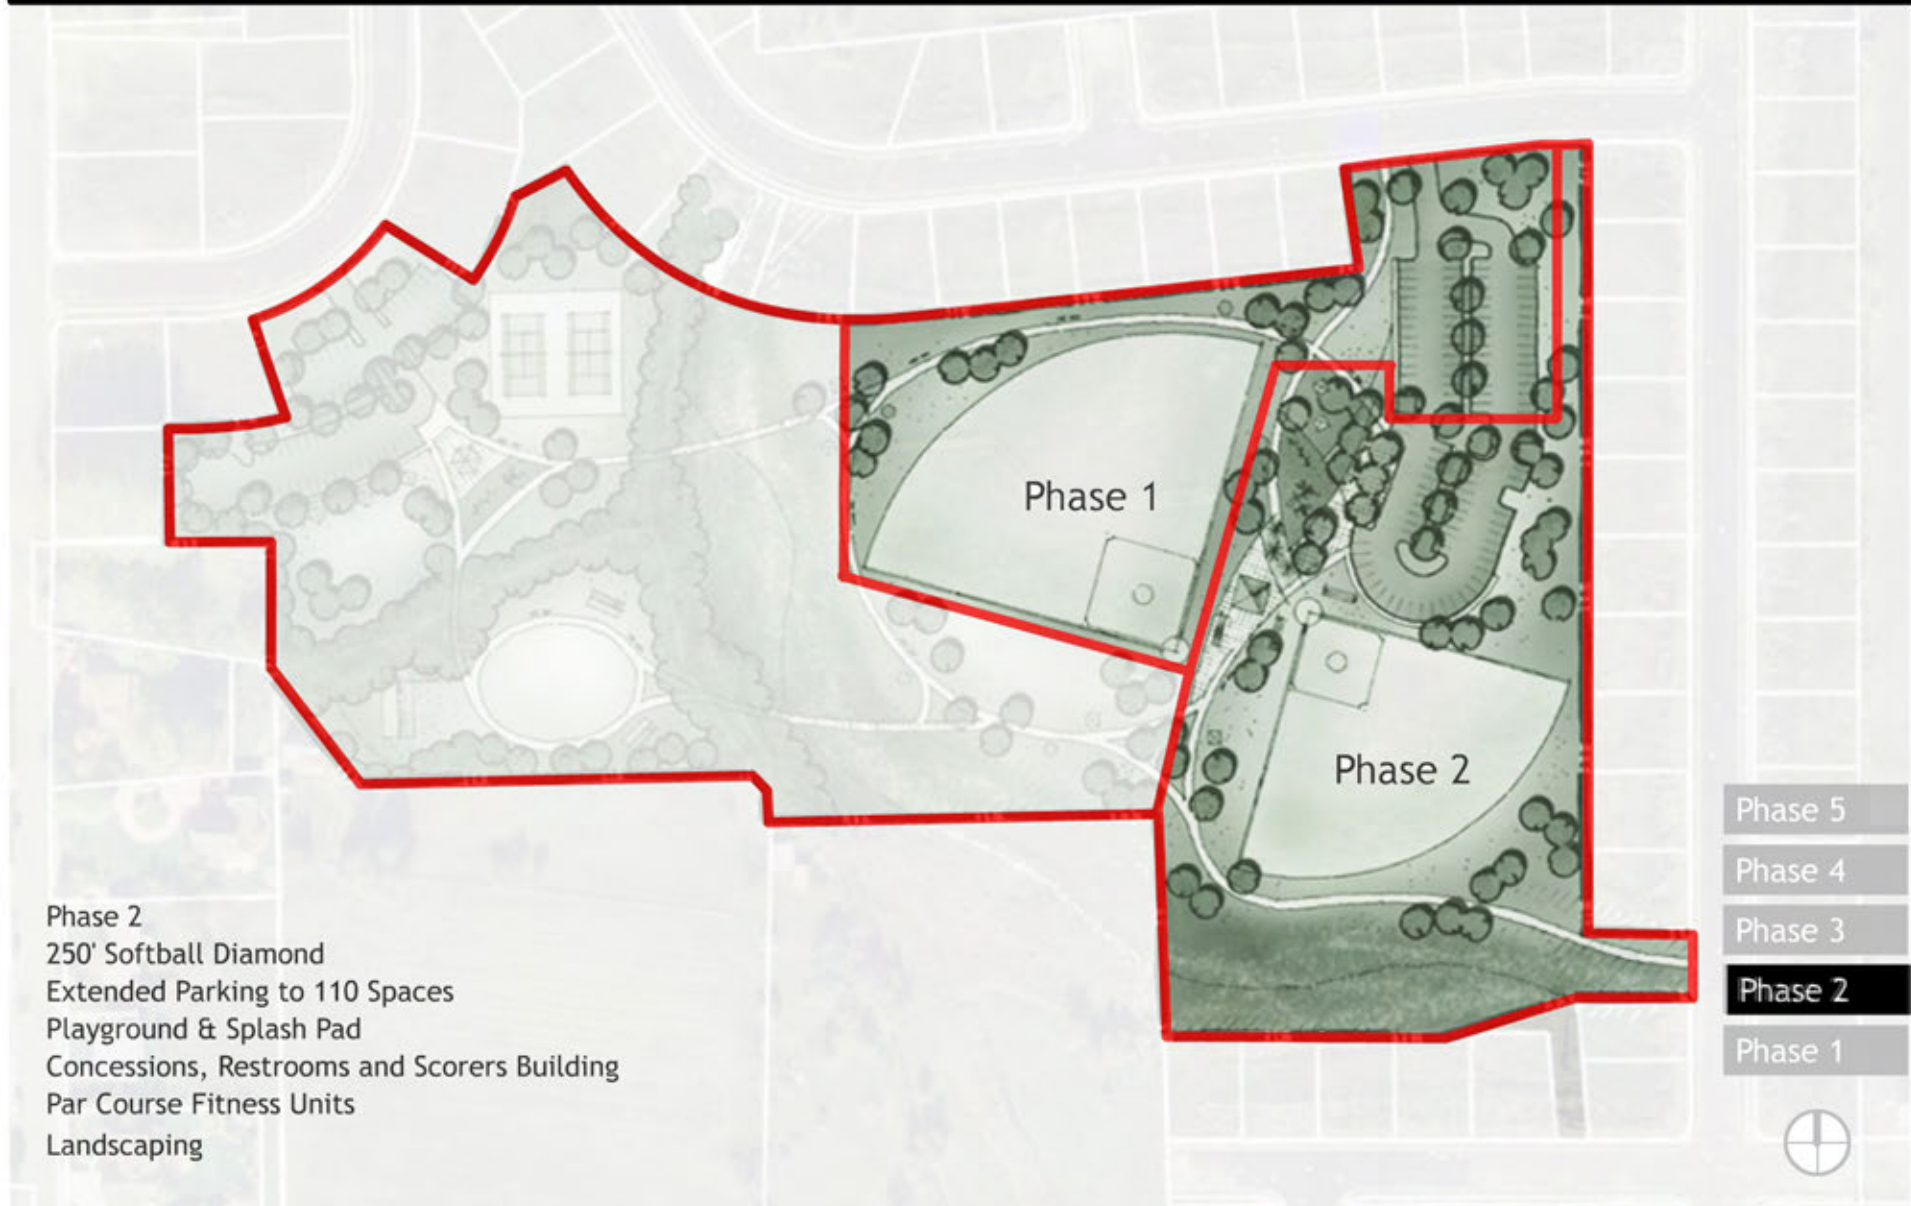 Phase 1
Phase 2
Phase 5
Phase 4
Phase 3
Phase 2
Phase 1
Phase 2
250' Softball Diamond
Extended Parking to 110 Spaces
Playground & Splash Pad
Concessions, Restrooms and Scorers Building
Par Course Fitness Units
Landscaping